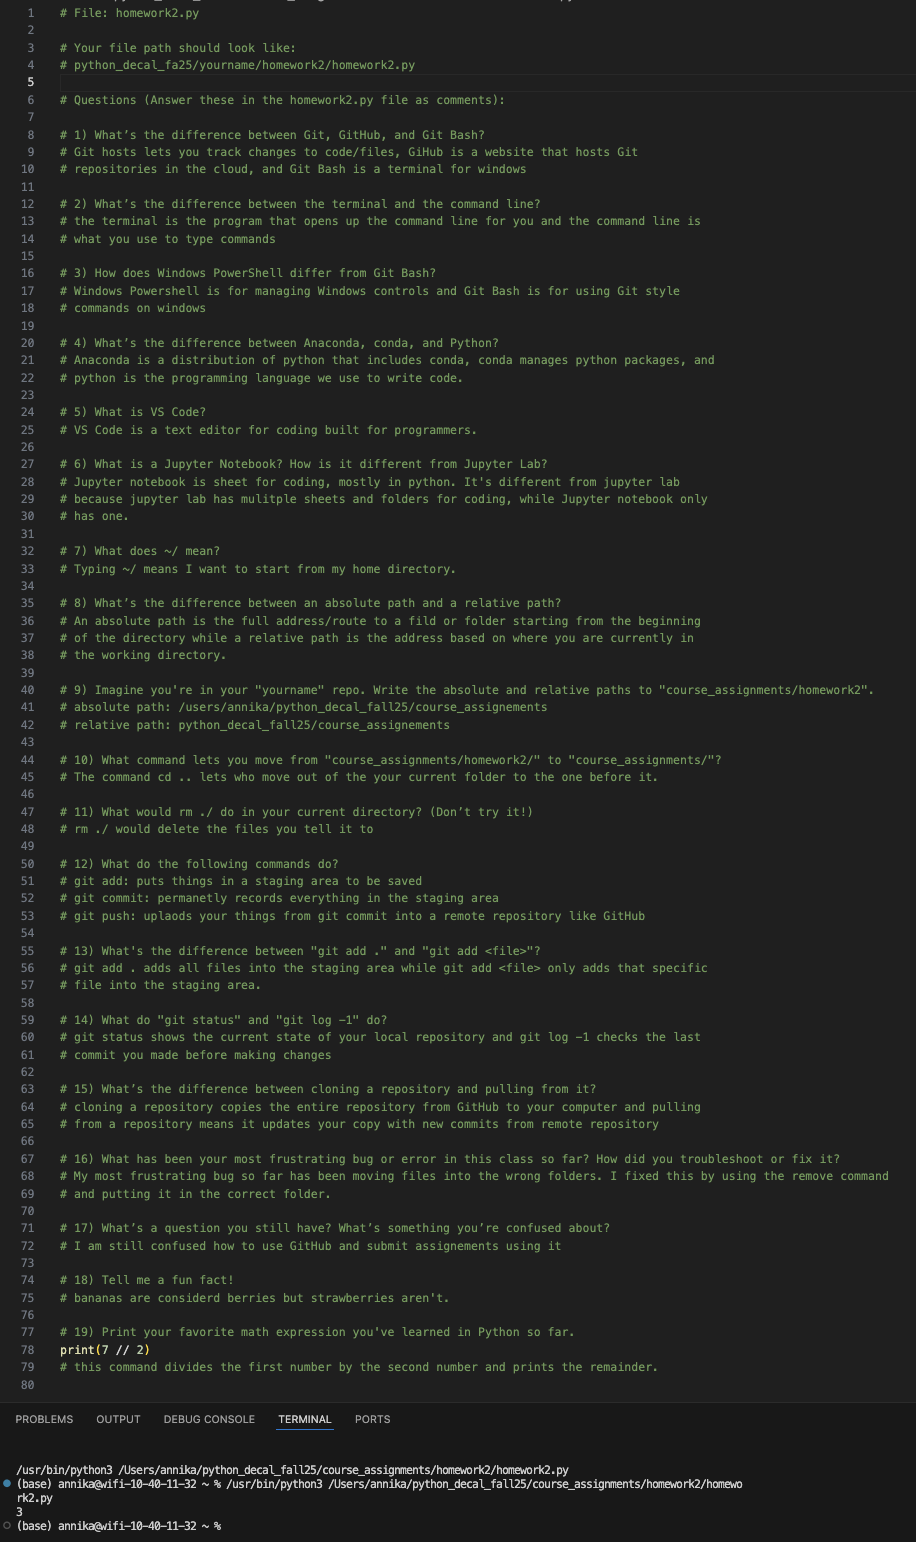 1 # File: homework2.py
2
3 # Your file path should look like:
4 # python_decal_fa25/yourname/homework2/homework2.py
5
6 # Questions (Answer these in the homework2.py file as comments):
7
8 # 1) What’s the difference between Git, GitHub, and Git Bash?
9 # Git hosts lets you track changes to code/files, GiHub is a website that hosts Git
10 # repositories in the cloud, and Git Bash is a terminal for windows
11
12 # 2) What’s the difference between the terminal and the command line?
13 # the terminal is the program that opens up the command line for you and the command line is
14 # what you use to type commands
15
16 # 3) How does Windows PowerShell differ from Git Bash?
17 # Windows Powershell is for managing Windows controls and Git Bash is for using Git style
18 # commands on windows
19
20 # 4) What’s the difference between Anaconda, conda, and Python?
21 # Anaconda is a distribution of python that includes conda, conda manages python packages, and
22 # python is the programming language we use to write code.
23
24 # 5) What is VS Code?
25 # VS Code is a text editor for coding built for programmers.
26
27 # 6) What is a Jupyter Notebook? How is it different from Jupyter Lab?
28 # Jupyter notebook is sheet for coding, mostly in python. It's different from jupyter lab
29 # because jupyter lab has mulitple sheets and folders for coding, while Jupyter notebook only
30 # has one.
31
32 # 7) What does ~/ mean?
33 # Typing ~/ means I want to start from my home directory.
34
35 # 8) What’s the difference between an absolute path and a relative path?
36 # An absolute path is the full address/route to a fild or folder starting from the beginning
37 # of the directory while a relative path is the address based on where you are currently in
38 # the working directory.
39
40 # 9) Imagine you're in your "yourname" repo. Write the absolute and relative paths to "course_assignments/homework2".
41 # absolute path: /users/annika/python_decal_fall25/course_assignements
42 # relative path: python_decal_fall25/course_assignements
43
44 # 10) What command lets you move from "course_assignments/homework2/" to "course_assignments/"?
45 # The command cd .. lets who move out of the your current folder to the one before it.
46
47 # 11) What would rm ./ do in your current directory? (Don’t try it!)
48 # rm ./ would delete the files you tell it to
49
50 # 12) What do the following commands do?
51 # git add: puts things in a staging area to be saved
52 # git commit: permanetly records everything in the staging area
53 # git push: uplaods your things from git commit into a remote repository like GitHub
54
55 # 13) What's the difference between "git add ." and "git add <file>"?
56 # git add . adds all files into the staging area while git add <file> only adds that specific
57 # file into the staging area.
58
59 # 14) What do "git status" and "git log -1" do?
60 # git status shows the current state of your local repository and git log -1 checks the last
61 # commit you made before making changes
62
63 # 15) What’s the difference between cloning a repository and pulling from it?
64 # cloning a repository copies the entire repository from GitHub to your computer and pulling
65 # from a repository means it updates your copy with new commits from remote repository
66
67 # 16) What has been your most frustrating bug or error in this class so far? How did you troubleshoot or fix it?
68 # My most frustrating bug so far has been moving files into the wrong folders. I fixed this by using the remove command
69 # and putting it in the correct folder.
70
71 # 17) What’s a question you still have? What’s something you’re confused about?
72 # I am still confused how to use GitHub and submit assignements using it
73
74 # 18) Tell me a fun fact!
75 # bananas are considerd berries but strawberries aren't.
76
77 # 19) Print your favorite math expression you've learned in Python so far.
78 print(7 // 2)
79 # this command divides the first number by the second number and prints the remainder.
80
PROBLEMS OUTPUT DEBUG CONSOLE TERMINAL PORTS
/usr/bin/python3 /Users/annika/python_decal_fall25/course_assignments/homework2/homework2.py
(base) annika@wifi-10-40-11-32 ~ % /usr/bin/python3 /Users/annika/python_decal_fall25/course_assignments/homework2/homewo
rk2.py
3
(base) annika@wifi-10-40-11-32 ~ %